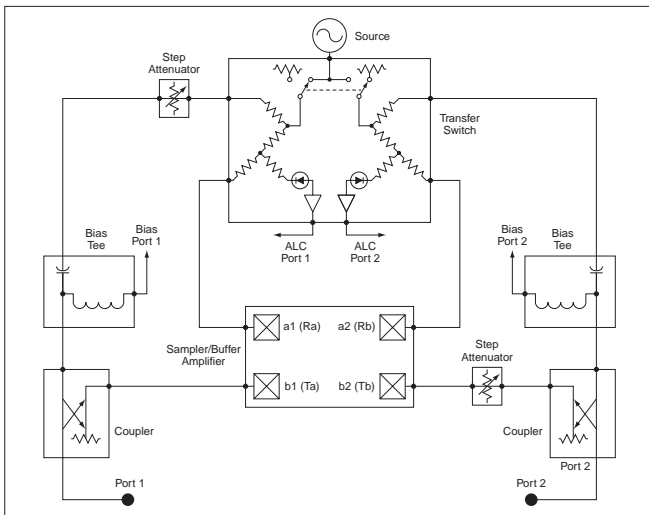 Source
Step
Attenuator
Transfer
Switch
Bias
Tee
Bias
Port 1
ALC
Port 1
ALC
Port 2
Bias
Port 2
Bias
Tee
a1 (Ra)
a2 (Rb)
Sampler/Buffer
Amplifier
Step
Attenuator
b1 (Ta)
b2 (Tb)
Coupler
Coupler
Port 2
Port 1
Port 2